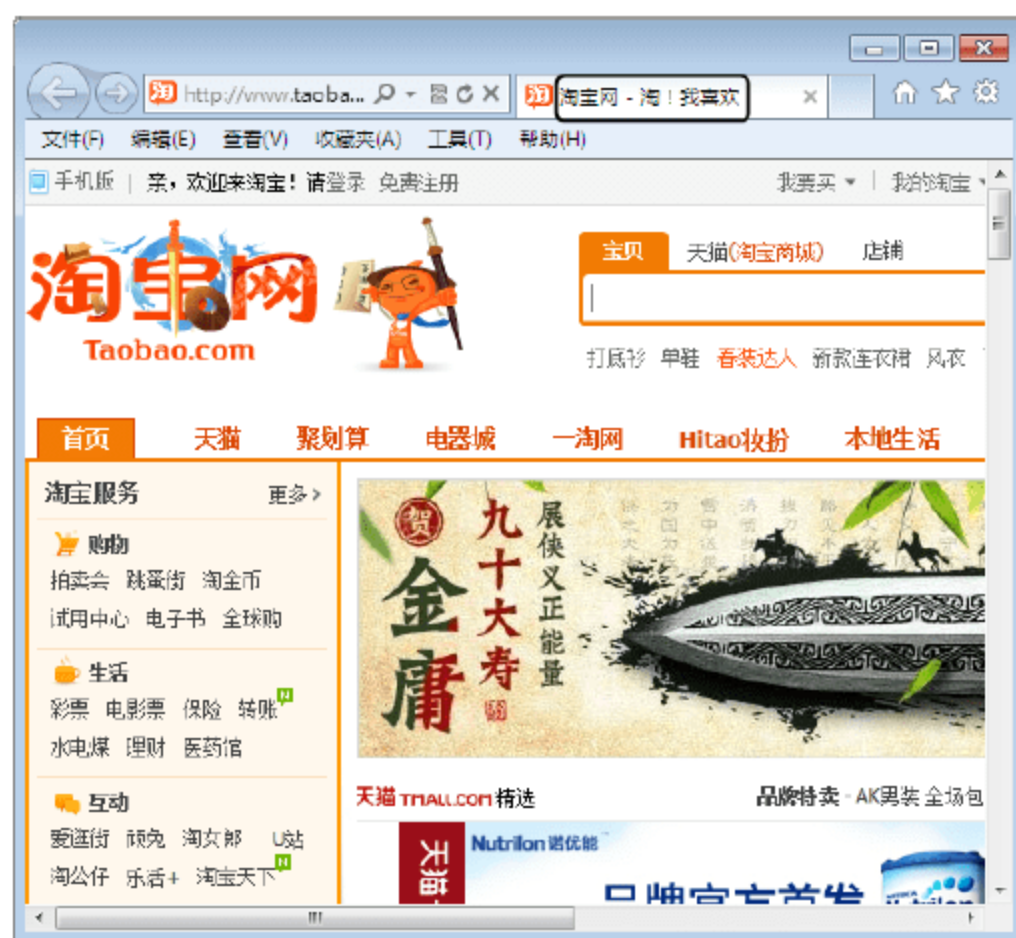 http://www.taoba...
淘宝网 - 淘！我喜欢
文件(F) 编辑(E) 查看(V) 收藏夹(A) 工具(T) 帮助(H)
手机版 | 亲，欢迎来淘宝！请登录 免费注册 我要买 我的淘宝
淘宝网
Taobao.com
宝贝 天猫(淘宝商城) 店铺
打底衫 单鞋 春装达人 新款连衣裙 风衣
首页 天猫 聚划算 电器城 一淘网 Hitao妆扮 本地生活
淘宝服务 更多>
购物
拍卖会 跳蚤街 淘金币
试用中心 电子书 全球购
生活
彩票 电影票 保险 转账 N
水电煤 理财 医药馆
互动
爱逛街 顽兔 淘女郎 U站
淘公仔 乐活+ 淘宝天下 N
贺
金庸
九十大寿
展侠义正能量
天猫 TMALL.COM 精选 品牌特卖 - AK男装 全场包
天猫
Nutrilon 诺优能
品牌官方首发